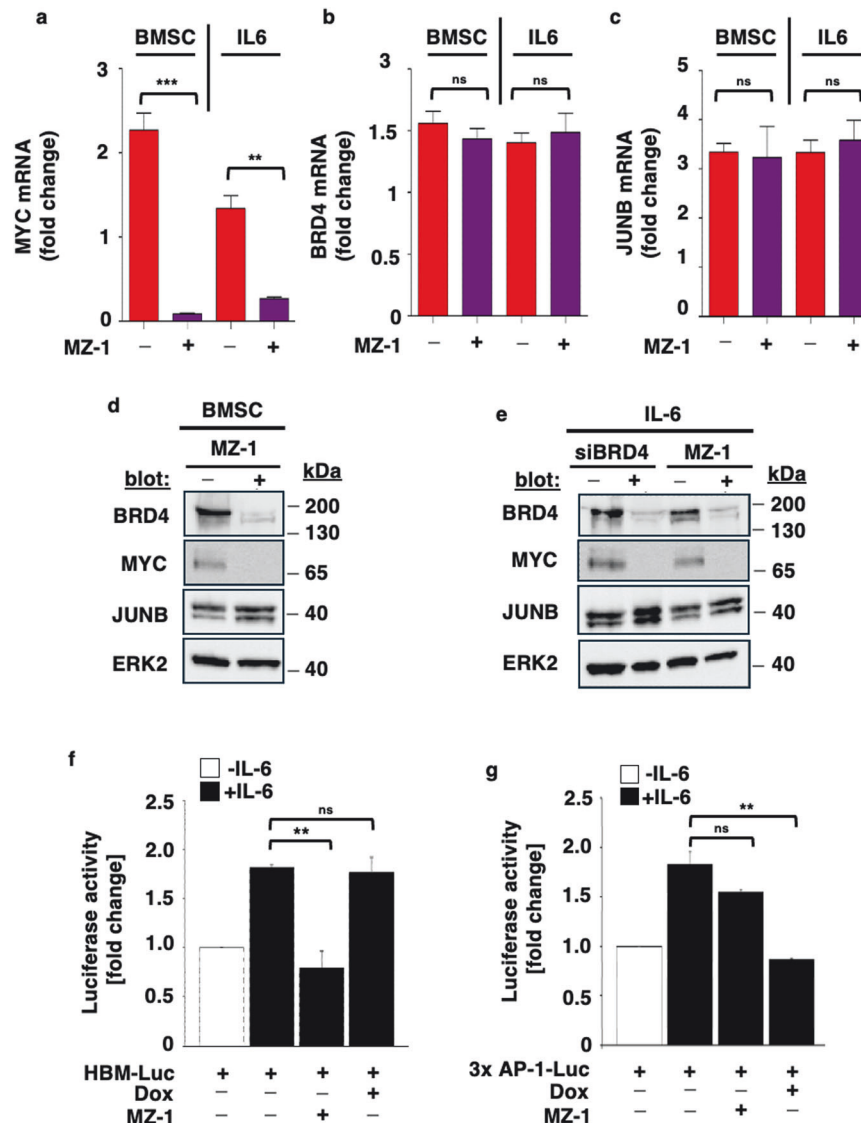 a
BMSC IL6
3
2
1
0
MYC mRNA
(fold change)
***
**
MZ-1 – + – +
b
BMSC IL6
2
1.5
1
0.5
0
BRD4 mRNA
(fold change)
ns ns
MZ-1 – + – +
c
BMSC IL6
5
4
3
2
1
0
JUNB mRNA
(fold change)
ns ns
MZ-1 – + – +
d
BMSC
MZ-1
blot: – + kDa
BRD4 – 200
– 130
MYC – 65
JUNB – 40
ERK2 – 40
e
IL-6
siBRD4 MZ-1
blot: – + – + kDa
BRD4 – 200
– 130
MYC – 65
JUNB – 40
ERK2 – 40
f
-IL-6
+IL-6
2.5
2.0
1.5
1.0
0.5
0
Luciferase activity
[fold change]
ns
**
HBM-Luc + + + +
Dox – – – +
MZ-1 – – + –
g
-IL-6
+IL-6
2.5
2.0
1.5
1.0
0.5
0
Luciferase activity
[fold change]
**
ns
3x AP-1-Luc + + + +
Dox – – – +
MZ-1 – – + –